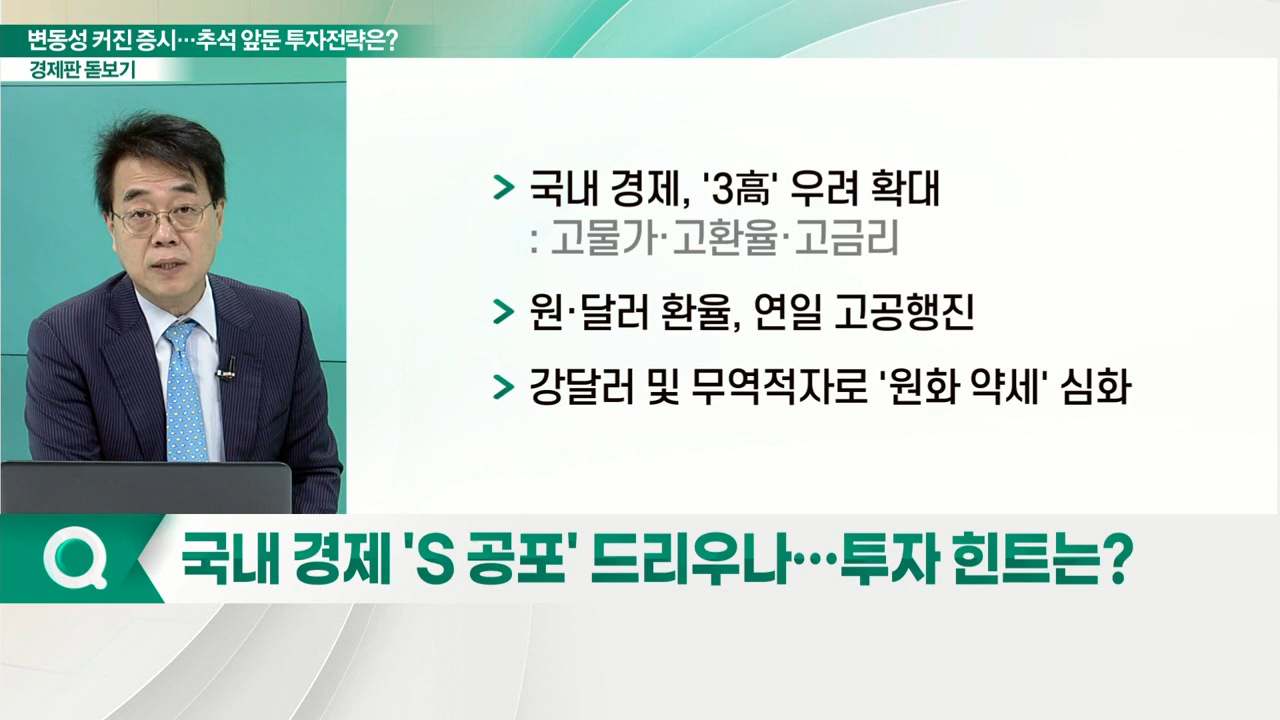 변동성 커진 증시…추석 앞둔 투자전략은?
경제판 돋보기
> 국내 경제, '3高' 우려 확대
: 고물가·고환율·고금리
> 원·달러 환율, 연일 고공행진
> 강달러 및 무역적자로 '원화 약세' 심화
Q 국내 경제 'S 공포' 드리우나…투자 힌트는?